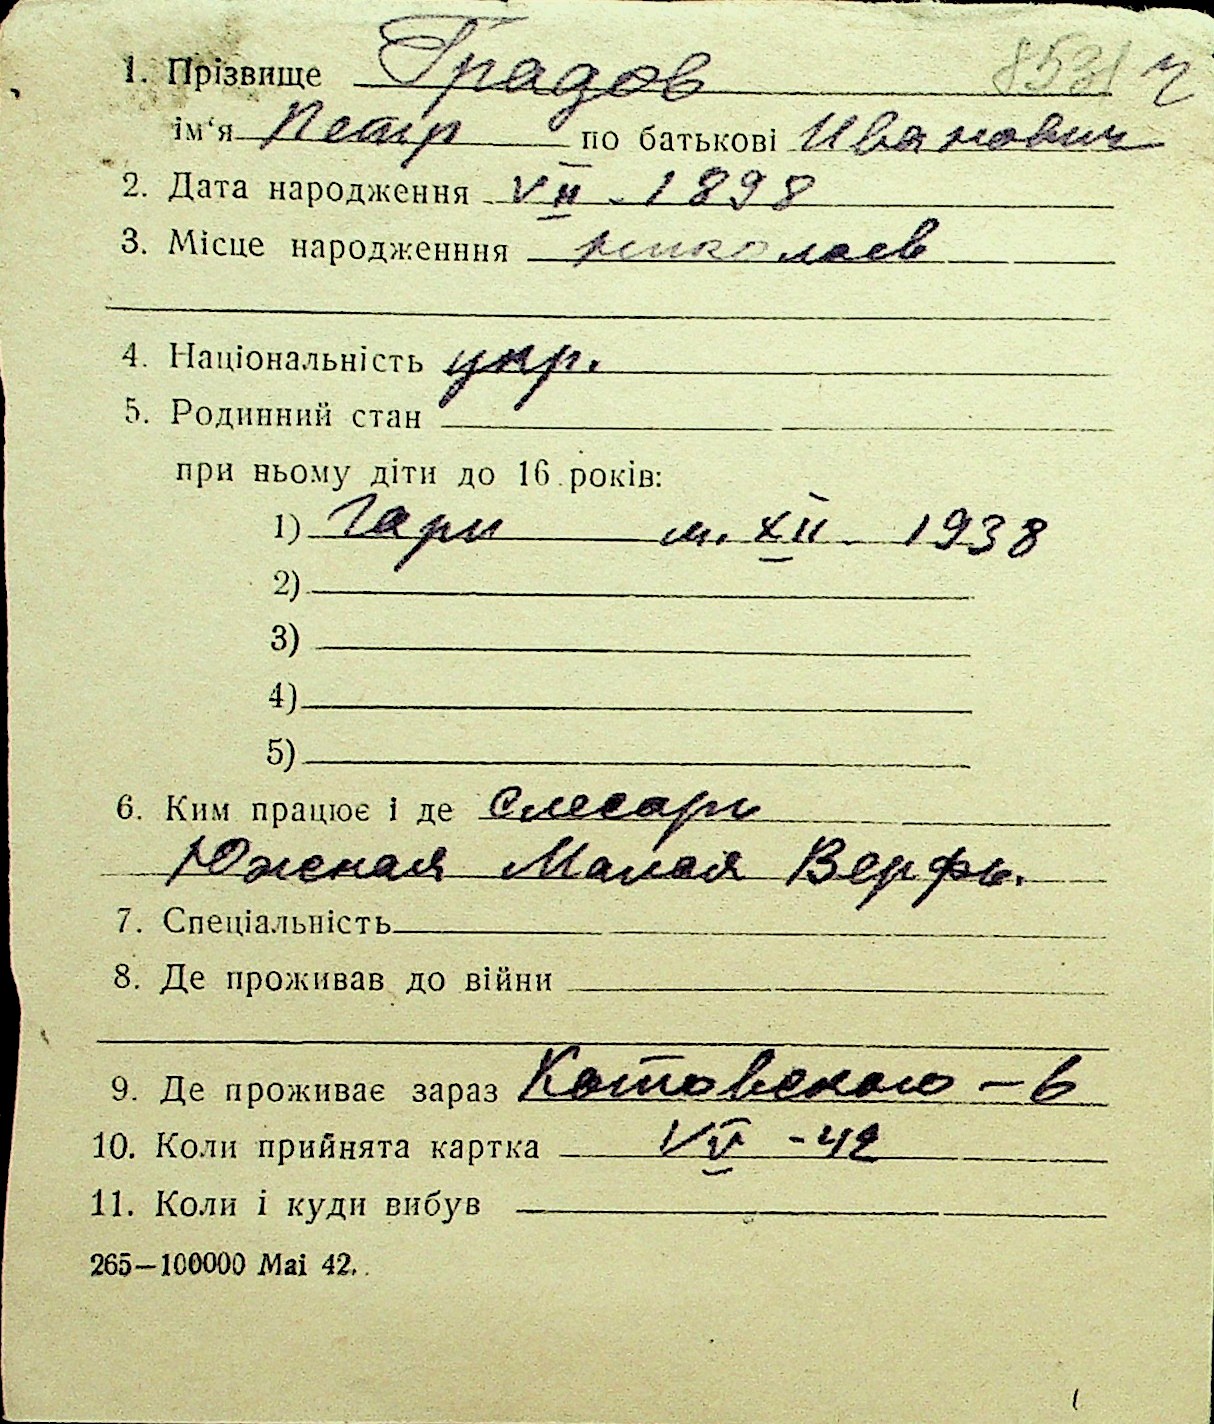 1. Прізвище Градов 8531 ч
ім‘я Петр по батькові Иванович
2. Дата народження VII - 1898
3. Місце народженння Николаев
4. Національність укр.
5. Родинний стан
при ньому діти до 16 років:
1) Гари м. XII - 1938
2)
3)
4)
5)
6. Ким працює і де Слесарь
Южная Малая Верфь.
7. Спеціальність
8. Де проживав до війни
9. Де проживає зараз Котовского - 6
10. Коли прийнята картка - 42
11. Коли і куди вибув
265—100000 Mai 42.